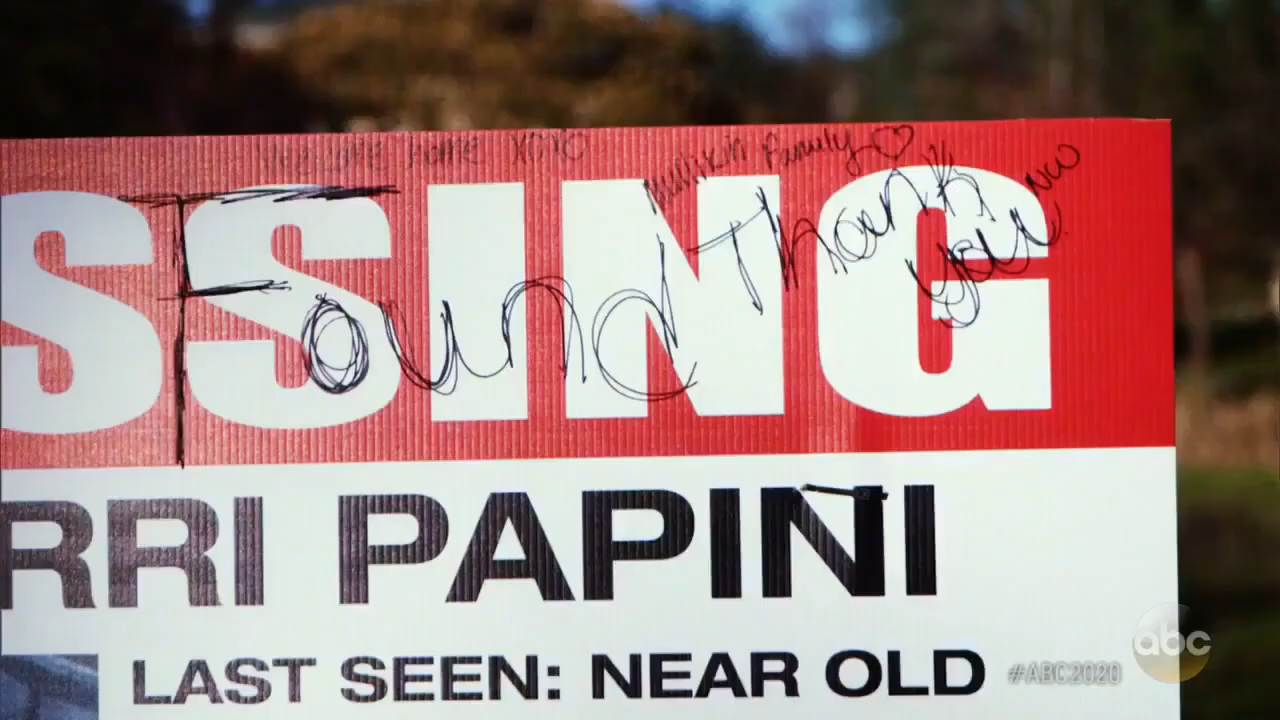 Welcome home XOXO
Family ♡
Found Thank you
SSING
RRI PAPINI
LAST SEEN: NEAR OLD
#ABC2020
abc